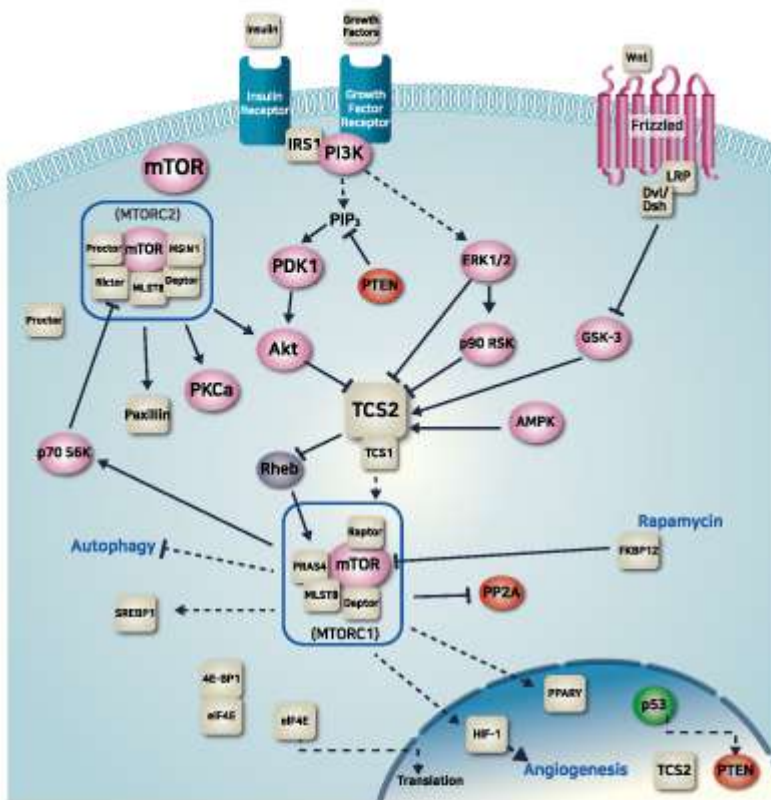 Insulin
Growth
Factors
Insulin
Receptor
Growth
Factor
Receptor
Wnt
Frizzled
LRP
Dvl/
Dsh
IRS1
PI3K
mTOR
(MTORC2)
Proctor
mTOR
MSIN1
Rictor
MLST8
Deptor
PIP3
PDK1
PTEN
ERK1/2
Proctor
Akt
p90 RSK
GSK-3
PKCa
Paxillin
TCS2
AMPK
p70 S6K
Rheb
TCS1
Autophagy
Raptor
PRAS4
mTOR
MLST8
Deptor
(MTORC1)
Rapamycin
FKBP12
PP2A
SREBP1
4E-BP1
eIF4E
eIF4E
Translation
HIF-1
PPARY
p53
Angiogenesis
TCS2
PTEN